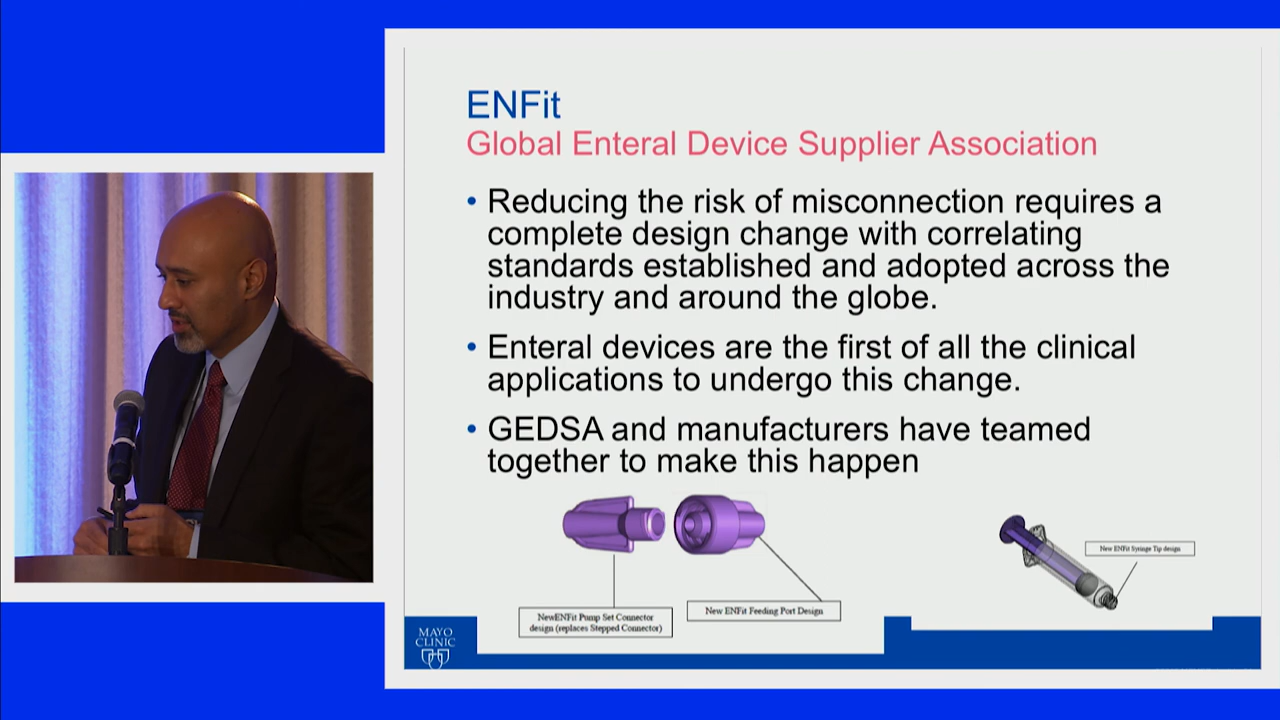 ENFit
Global Enteral Device Supplier Association
• Reducing the risk of misconnection requires a
complete design change with correlating
standards established and adopted across the
industry and around the globe.
• Enteral devices are the first of all the clinical
applications to undergo this change.
• GEDSA and manufacturers have teamed
together to make this happen
New ENFit Syringe Tip design
NewENFit Pump Set Connector
design (replaces Stepped Connector)
New ENFit Feeding Port Design
MAYO
CLINIC